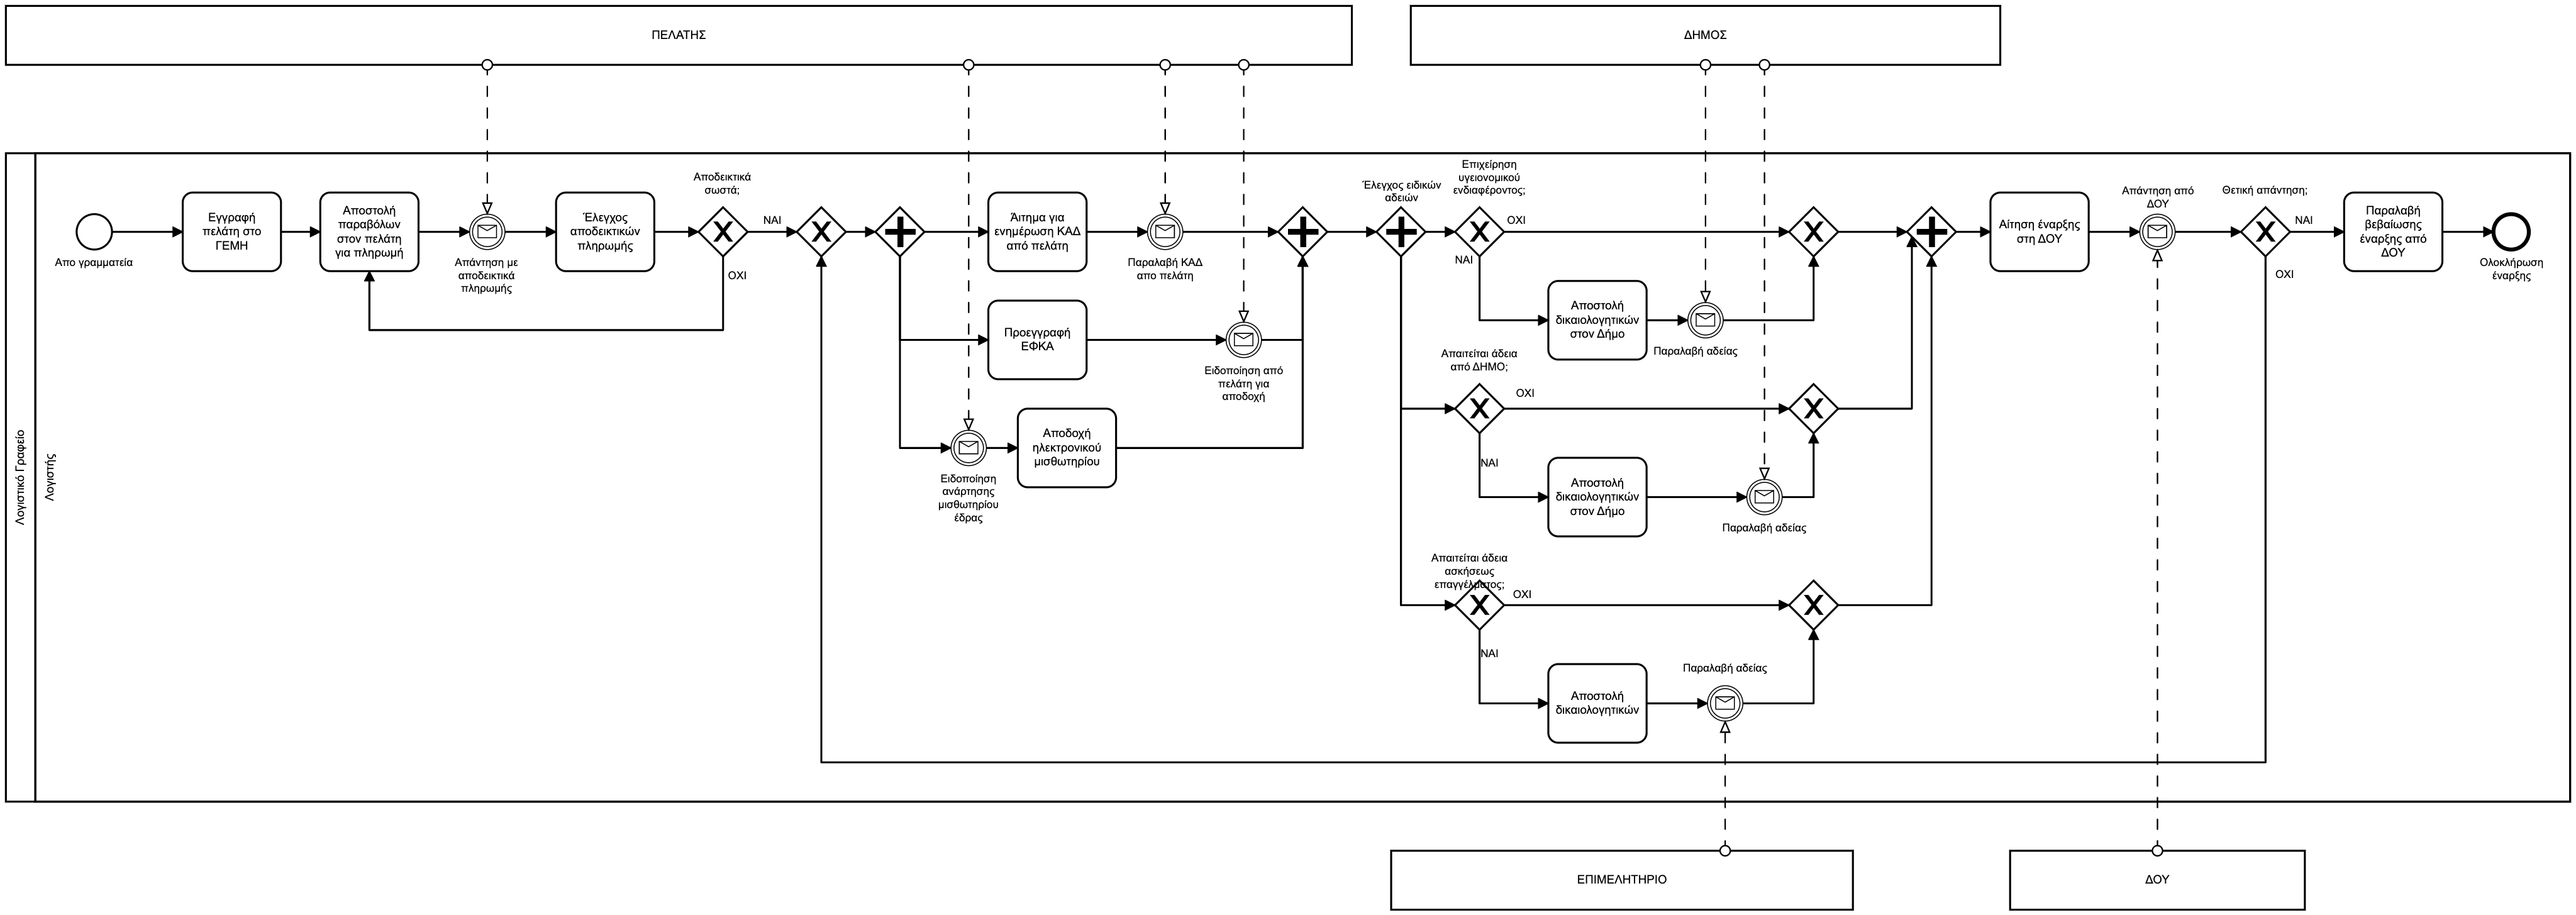 ΠΕΛΑΤΗΣ
ΔΗΜΟΣ
Λογιστικό Γραφείο
Λογιστής
Απο γραμματεία
Εγγραφή
πελάτη στο
ΓΕΜΗ
Αποστολή
παραβόλων
στον πελάτη
για πληρωμή
Απάντηση με
αποδεικτικά
πληρωμής
Έλεγχος
αποδεικτικών
πληρωμής
Αποδεικτικά
σωστά;
ΝΑΙ
ΟΧΙ
Άιτημα για
ενημέρωση ΚΑΔ
από πελάτη
Παραλαβή ΚΑΔ
απο πελάτη
Προεγγραφή
ΕΦΚΑ
Ειδοποίηση από
πελάτη για
αποδοχή
Ειδοποίηση
ανάρτησης
μισθωτηρίου
έδρας
Αποδοχή
ηλεκτρονικού
μισθωτηρίου
Έλεγχος ειδικών
αδειών
Επιχείρηση
υγειονομικού
ενδιαφέροντος;
ΟΧΙ
ΝΑΙ
Αποστολή
δικαιολογητικών
στον Δήμο
Παραλαβή αδείας
Απαιτείται άδεια
από ΔΗΜΟ;
ΟΧΙ
ΝΑΙ
Αποστολή
δικαιολογητικών
στον Δήμο
Παραλαβή αδείας
Απαιτείται άδεια
ασκήσεως
επαγγέλματος;
ΟΧΙ
ΝΑΙ
Αποστολή
δικαιολογητικών
Παραλαβή αδείας
Αίτηση έναρξης
στη ΔΟΥ
Απάντηση από
ΔΟΥ
Θετική απάντηση;
ΝΑΙ
ΟΧΙ
Παραλαβή
βεβαίωσης
έναρξης από
ΔΟΥ
Ολοκλήρωση
έναρξης
ΕΠΙΜΕΛΗΤΗΡΙΟ
ΔΟΥ